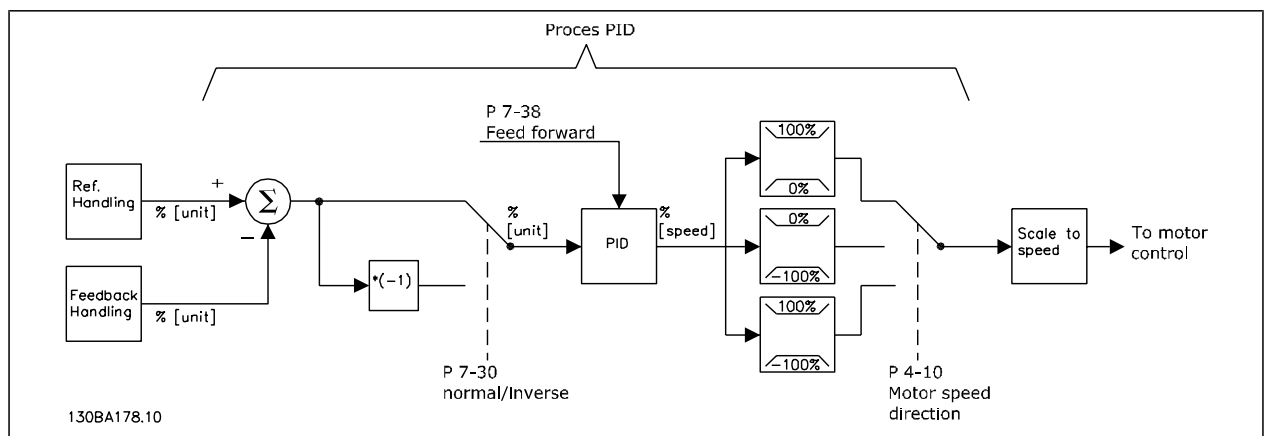 Proces PID
P 7-38
Feed forward
Ref.
Handling
+
% [unit]
Σ
−
Feedback
Handling
% [unit]
*(-1)
%
[unit]
PID
%
[speed]
100%
0%
0%
-100%
100%
-100%
Scale to
speed
To motor
control
P 7-30
normal/Inverse
P 4-10
Motor speed
direction
130BA178.10